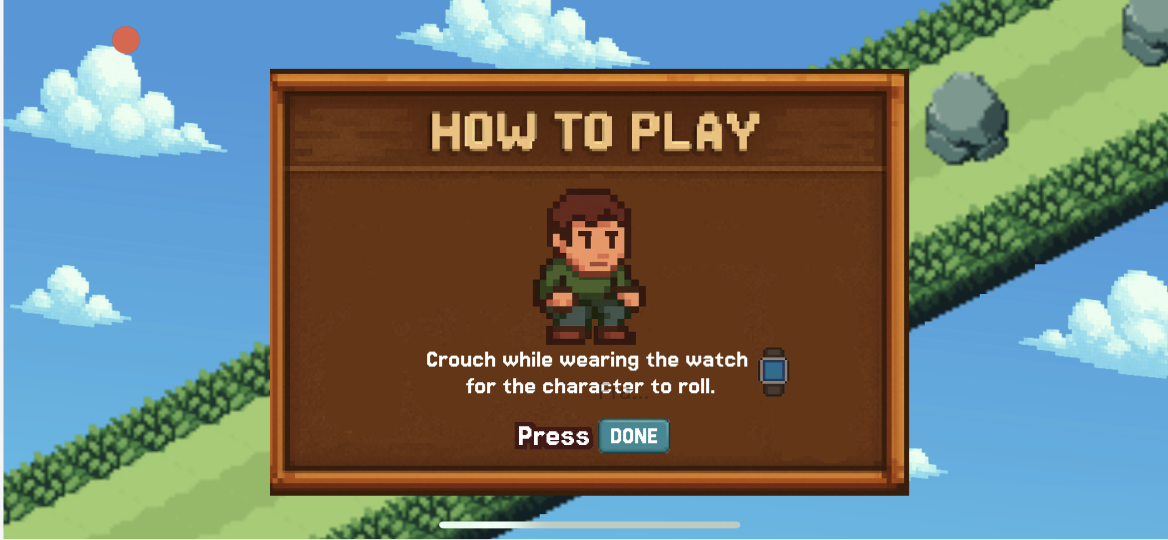 HOW TO PLAY
Crouch while wearing the watch
for the character to roll.
Press DONE